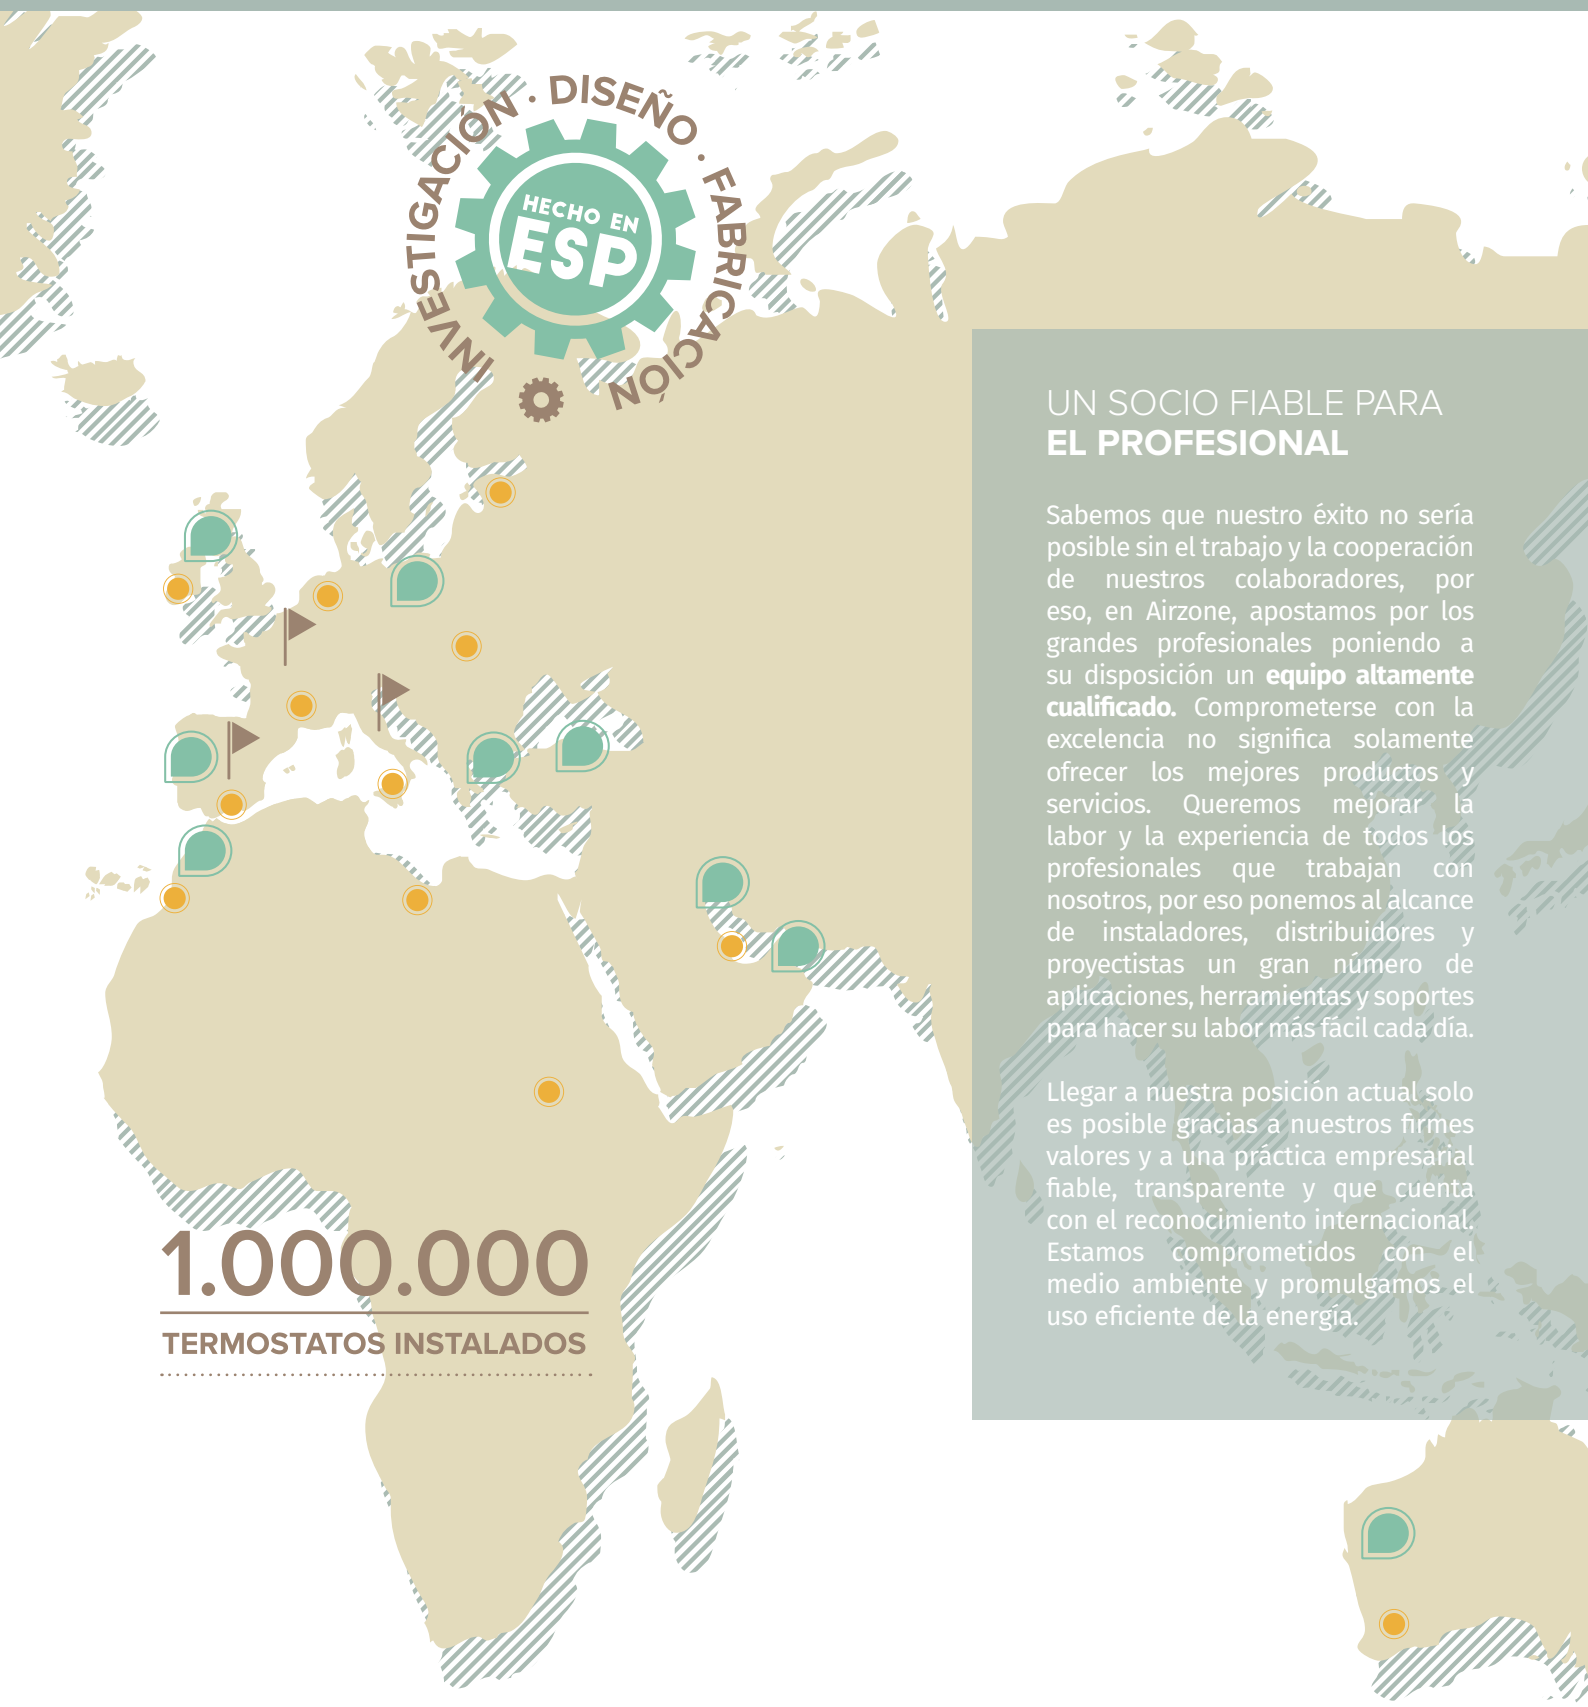 INVESTIGACIÓN · DISEÑO · FABRICACIÓN
HECHO EN
ESP
UN SOCIO FIABLE PARA
EL PROFESIONAL
Sabemos que nuestro éxito no sería
posible sin el trabajo y la cooperación
de nuestros colaboradores, por
eso, en Airzone, apostamos por los
grandes profesionales poniendo a
su disposición un equipo altamente
cualificado. Comprometerse con la
excelencia no significa solamente
ofrecer los mejores productos y
servicios. Queremos mejorar la
labor y la experiencia de todos los
profesionales que trabajan con
nosotros, por eso ponemos al alcance
de instaladores, distribuidores y
proyectistas un gran número de
aplicaciones, herramientas y soportes
para hacer su labor más fácil cada día.
Llegar a nuestra posición actual solo
es posible gracias a nuestros firmes
valores y a una práctica empresarial
fiable, transparente y que cuenta
con el reconocimiento internacional.
Estamos comprometidos con el
medio ambiente y promulgamos el
uso eficiente de la energía.
1.000.000
TERMOSTATOS INSTALADOS